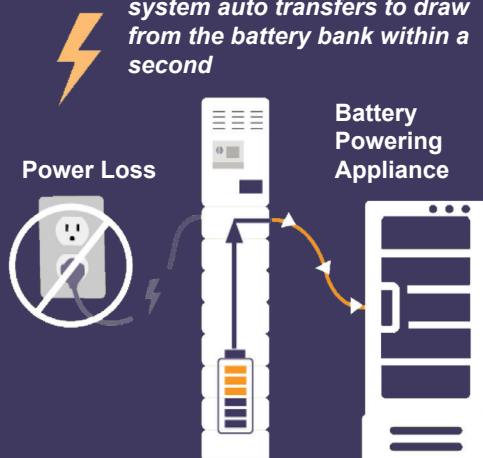 system auto transfers to draw
from the battery bank within a
second
Battery
Powering
Appliance
Power Loss